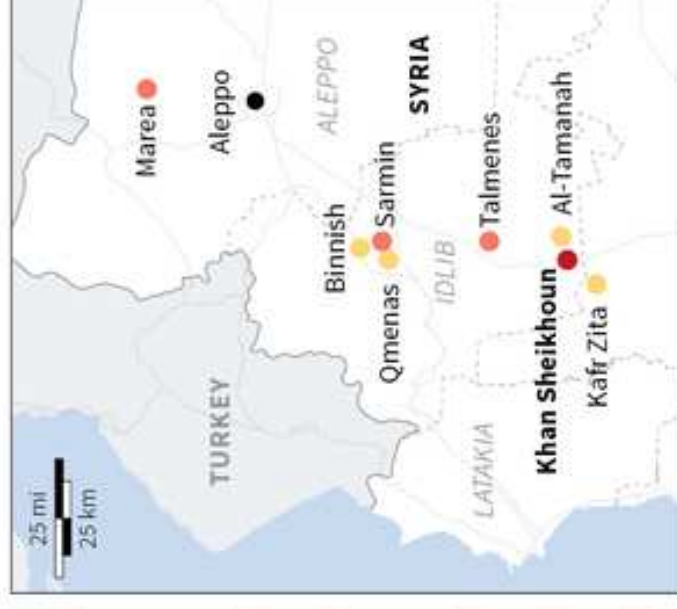 25 mi
25 km
TURKEY
Marea
Aleppo
ALEPPO
SYRIA
Binnish
Sarmin
Qmenas
IDLIB
Talmenes
Al-Tamanah
Khan Sheikhoun
Kafr Zita
LATAKIA